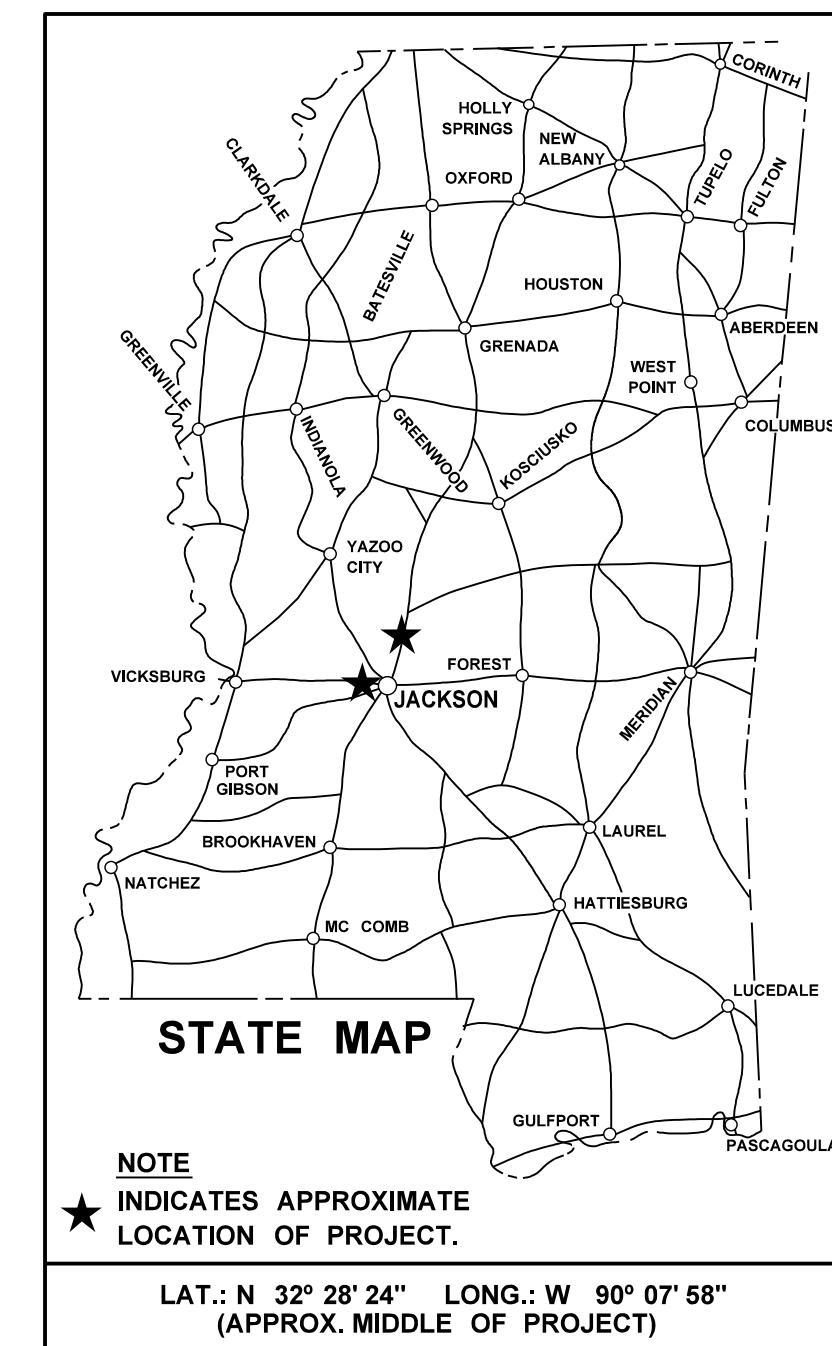 CORINTH
HOLLY
SPRINGS
NEW
ALBANY
CLARKDALE
OXFORD
TUPELO
FULTON
BATESVILLE
HOUSTON
ABERDEEN
GRENADA
GREENVILLE
WEST
POINT
COLUMBUS
INDIANOLA
GREENWOOD
KOSCIUSKO
YAZOO
CITY
VICKSBURG
FOREST
JACKSON
MERIDIAN
PORT
GIBSON
LAUREL
BROOKHAVEN
NATCHEZ
HATTIESBURG
MC COMB
LUCEDALE
STATE MAP
GULFPORT
PASCAGOULA
NOTE
INDICATES APPROXIMATE
LOCATION OF PROJECT.
LAT.: N 32º 28' 24" LONG.: W 90º 07' 58"
(APPROX. MIDDLE OF PROJECT)